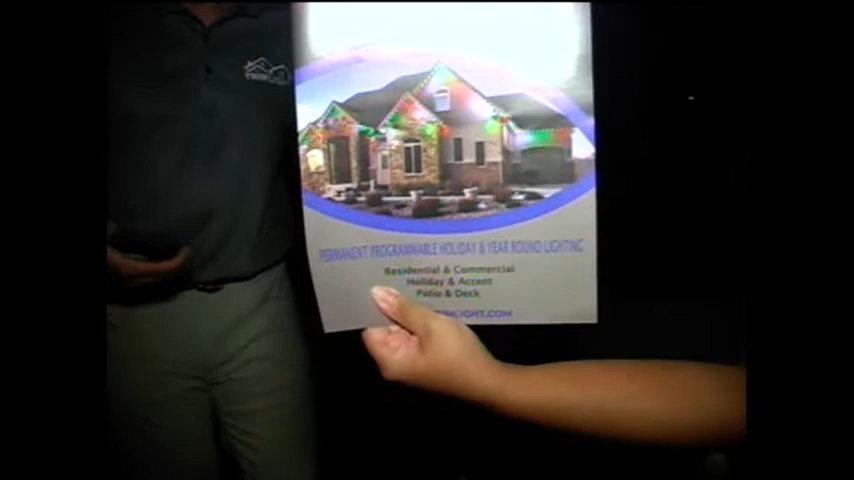 PERMANENT PROGRAMMABLE HOLIDAY & YEAR ROUND LIGHTING
Residential & Commercial
Holiday & Accent
Patio & Deck